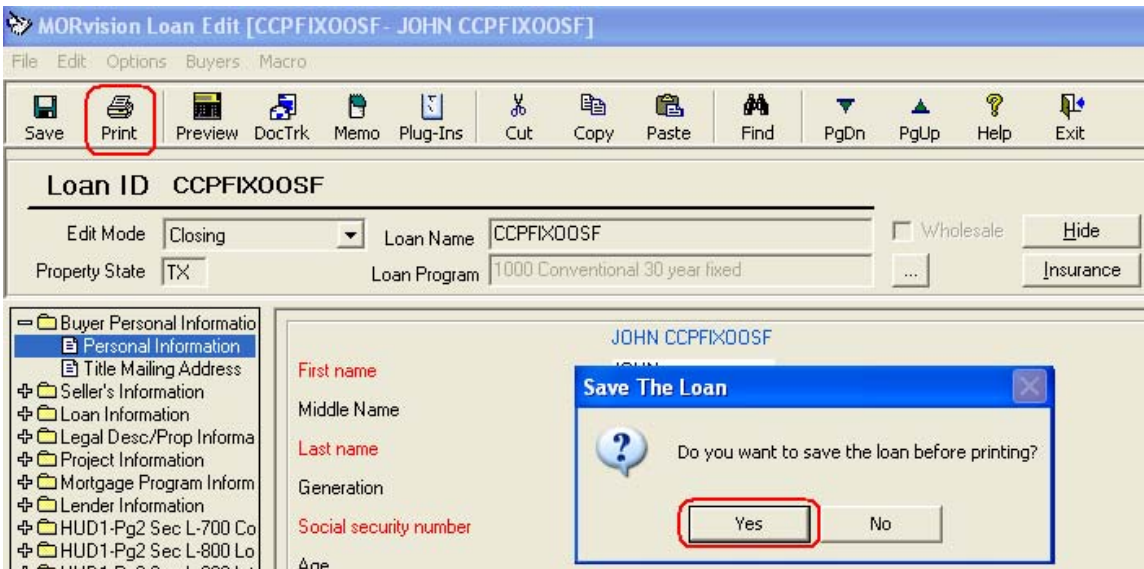 MORvision Loan Edit [CCPFIXOOSF- JOHN CCPFIXOOSF]
File Edit Options Buyers Macro
Save Print Preview DocTrk Memo Plug-Ins Cut Copy Paste Find PgDn PgUp Help Exit
Loan ID CCPFIXOOSF
Edit Mode Closing Loan Name CCPFIXOOSF Wholesale Hide
Property State TX Loan Program 1000 Conventional 30 year fixed ... Insurance
Buyer Personal Informatio
Personal Information
Title Mailing Address
Seller's Information
Loan Information
Legal Desc/Prop Informa
Project Information
Mortgage Program Inform
Lender Information
HUD1-Pg2 Sec L-700 Co
HUD1-Pg2 Sec L-800 Lo
JOHN CCPFIXOOSF
First name
Middle Name
Last name
Generation
Social security number
Age
Save The Loan
Do you want to save the loan before printing?
Yes No